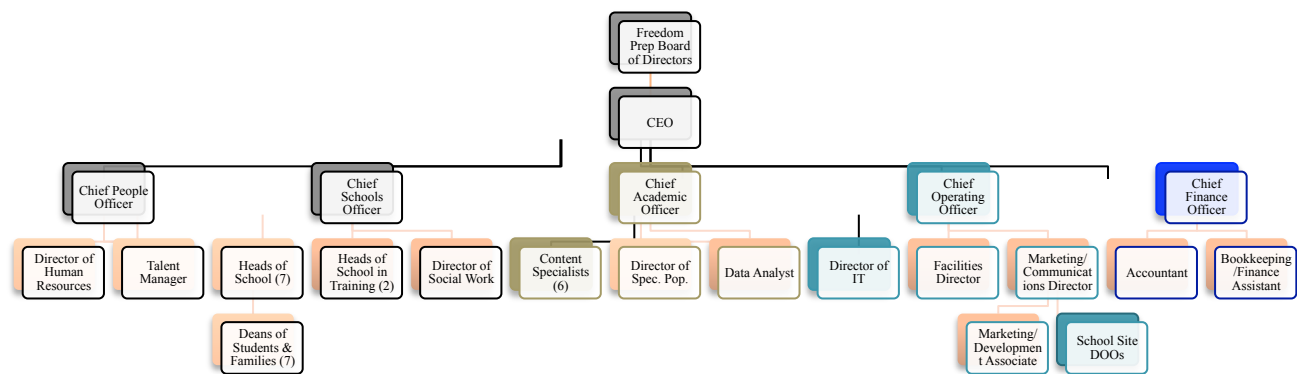 Freedom
Prep Board
of Directors
CEO
Chief People
Officer
Chief
Schools
Officer
Chief
Academic
Officer
Chief
Operating
Officer
Chief
Finance
Officer
Director of
Human
Resources
Talent
Manager
Heads of
School (7)
Heads of
School in
Training (2)
Director of
Social Work
Content
Specialists
(6)
Director of
Spec. Pop.
Data Analyst
Director of
IT
Facilities
Director
Marketing/
Communicat
ions Director
Accountant
Bookkeeping
/Finance
Assistant
Deans of
Students &
Families (7)
Marketing/
Developmen
t Associate
School Site
DOOs